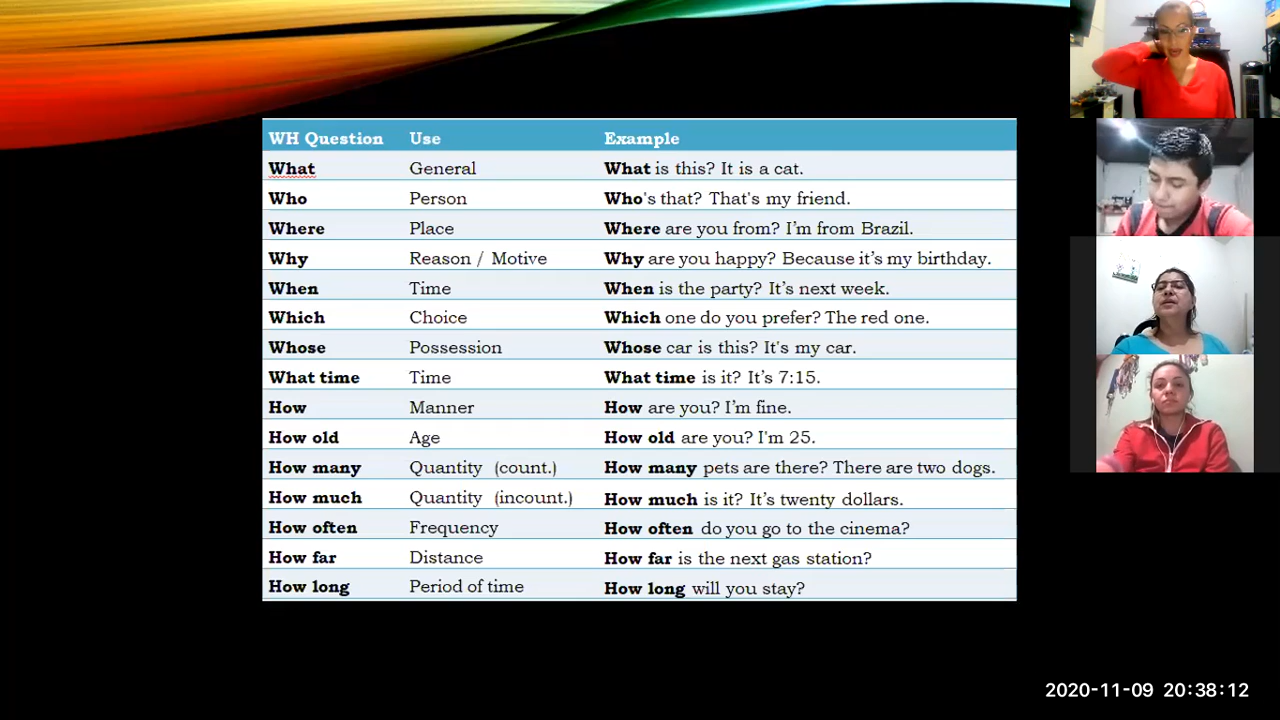 WH Question Use Example
What General What is this? It is a cat.
Who Person Who's that? That's my friend.
Where Place Where are you from? I’m from Brazil.
Why Reason / Motive Why are you happy? Because it’s my birthday.
When Time When is the party? It’s next week.
Which Choice Which one do you prefer? The red one.
Whose Possession Whose car is this? It's my car.
What time Time What time is it? It’s 7:15.
How Manner How are you? I’m fine.
How old Age How old are you? I'm 25.
How many Quantity (count.) How many pets are there? There are two dogs.
How much Quantity (incount.) How much is it? It’s twenty dollars.
How often Frequency How often do you go to the cinema?
How far Distance How far is the next gas station?
How long Period of time How long will you stay?
2020-11-09 20:38:12